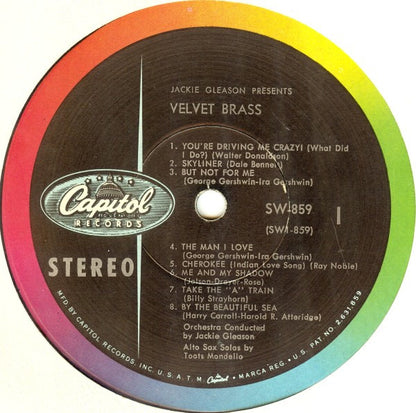 JACKIE GLEASON PRESENTS
VELVET BRASS
1. YOU'RE DRIVING ME CRAZY! (What Did
I Do?) (Walter Donaldson)
2. SKYLINER (Dale Bennett)
3. BUT NOT FOR ME
(George Gershwin-Ira Gershwin)
Capitol
RECORDS
SW-859
(SW1-859)
1
STEREO
4. THE MAN I LOVE
(George Gershwin-Ira Gershwin)
5. CHEROKEE (Indian Love Song) (Ray Noble)
6. ME AND MY SHADOW
(Jolson-Dreyer-Rose)
7. TAKE THE "A" TRAIN
(Billy Strayhorn)
8. BY THE BEAUTIFUL SEA
(Harry Carroll-Harold R. Atteridge)
Orchestra Conducted
by Jackie Gleason
Alto Sax Solos by
Toots Mondello
MFD. BY CAPITOL RECORDS, INC. U.S.A. T.M. Capitol MARCA REG. U.S. PAT. NO. 2,631,859